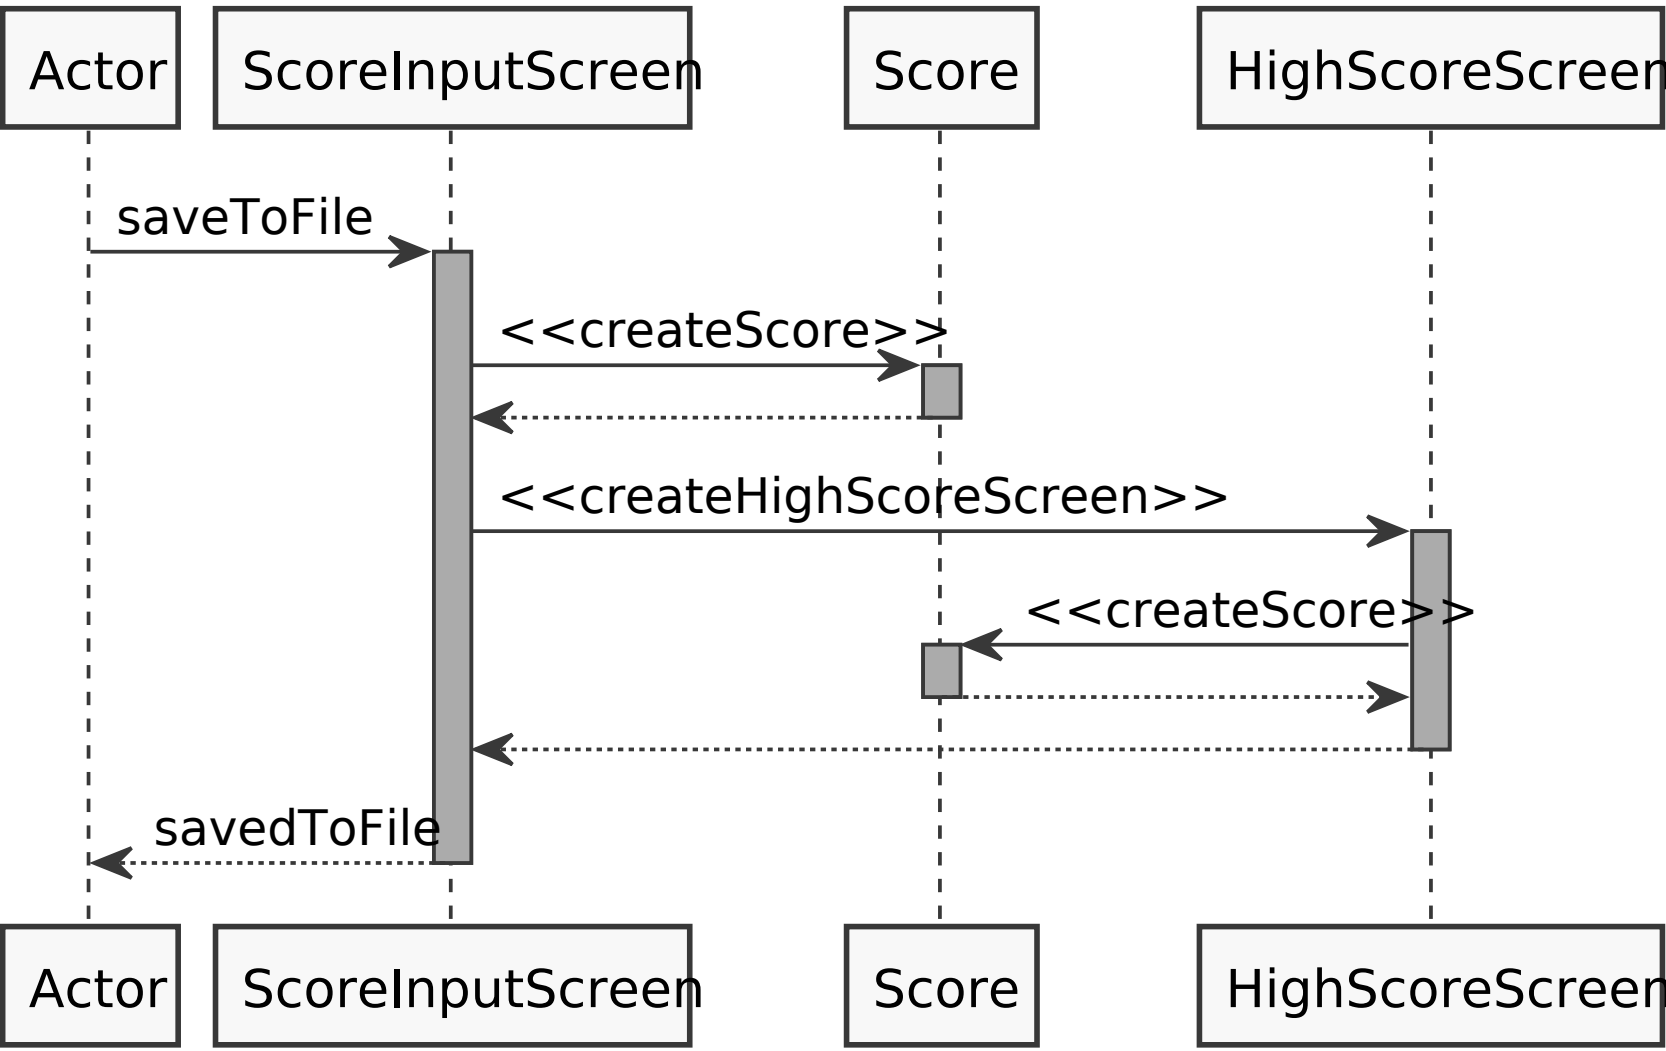 Actor
ScoreInputScreen
Score
HighScoreScreen
saveToFile
<<createScore>>
<<createHighScoreScreen>>
<<createScore>>
savedToFile
Actor
ScoreInputScreen
Score
HighScoreScreen